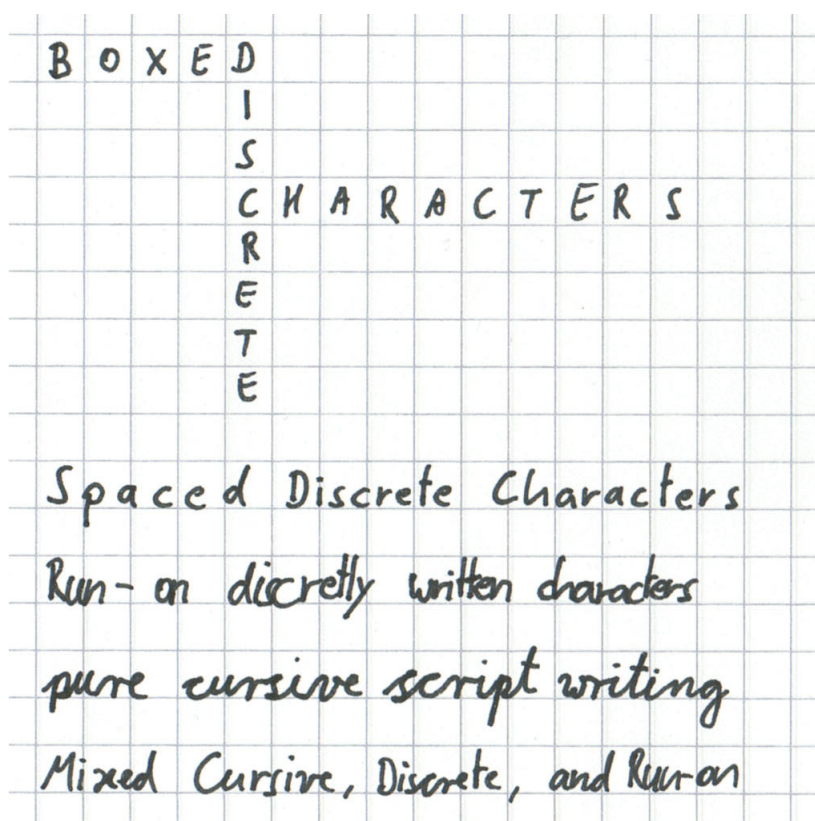 BOXED
DISCRETE
CHARACTERS
Spaced Discrete Characters
Run-on discretly written characters
pure cursive script writing
Mixed Cursive, Discrete, and Run-on